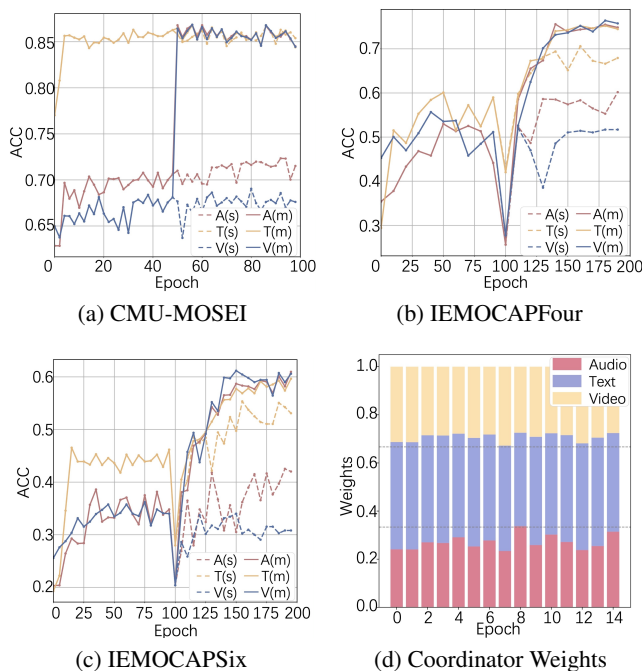 ACC
0.85
0.80
0.75
0.70
0.65
A(s) A(m)
T(s) T(m)
V(s) V(m)
0 20 40 60 80 100
Epoch
(a) CMU-MOSEI
ACC
0.7
0.6
0.5
0.4
0.3
A(s) A(m)
T(s) T(m)
V(s) V(m)
0 25 50 75 100 125 150 175 200
Epoch
(b) IEMOCAPFour
ACC
0.6
0.5
0.4
0.3
0.2
A(s) A(m)
T(s) T(m)
V(s) V(m)
0 25 50 75 100 125 150 175 200
Epoch
(c) IEMOCAPSix
Weights
1.0
0.8
0.6
0.4
0.2
0.0
Audio
Text
Video
0 2 4 6 8 10 12 14
Epoch
(d) Coordinator Weights